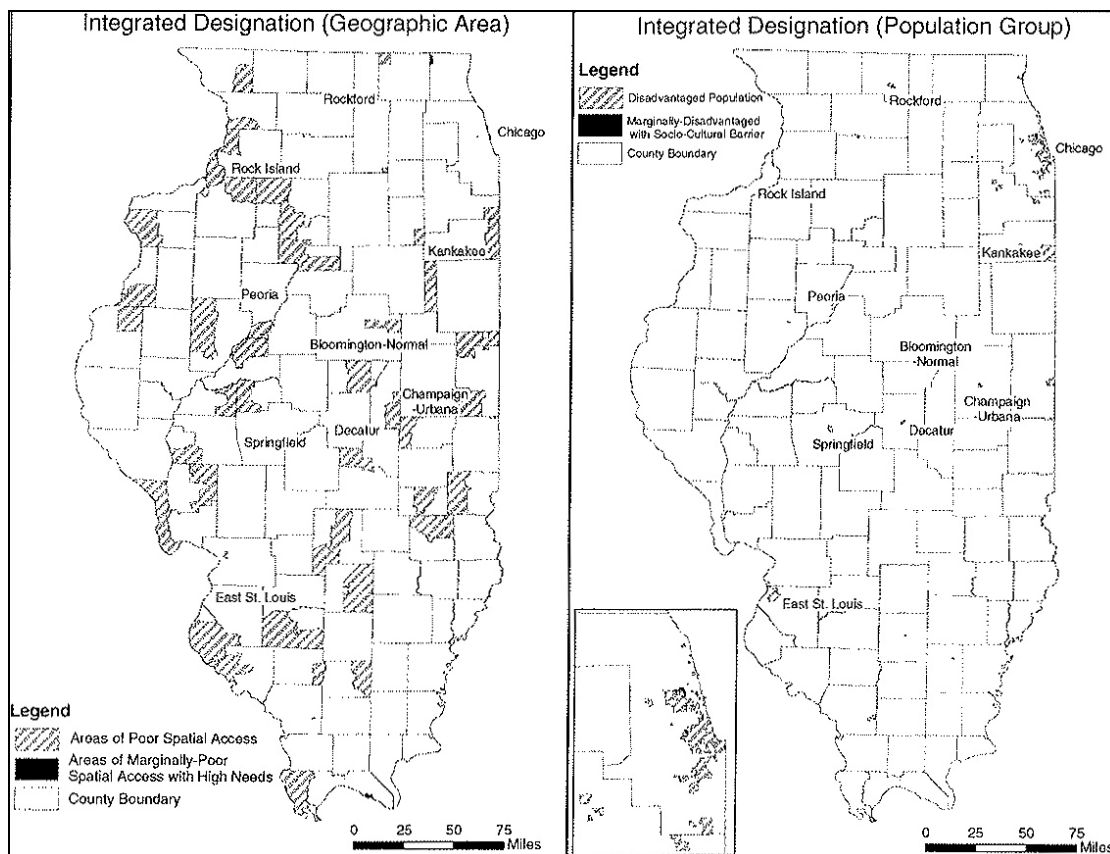 Integrated Designation (Geographic Area)
Rockford
Chicago
Rock Island
Kankakee
Peoria
Bloomington-Normal
Champaign
-Urbana
Springfield
Decatur
East St. Louis
Legend
Areas of Poor Spatial Access
Areas of Marginally-Poor
Spatial Access with High Needs
County Boundary
0 25 50 75
Miles
Integrated Designation (Population Group)
Legend
Disadvantaged Population
Marginally-Disadvantaged
with Socio-Cultural Barrier
County Boundary
Rockford
Chicago
Rock Island
Kankakee
Peoria
Bloomington
-Normal
Champaign
-Urbana
Springfield
Decatur
East St. Louis
0 25 50 75
Miles